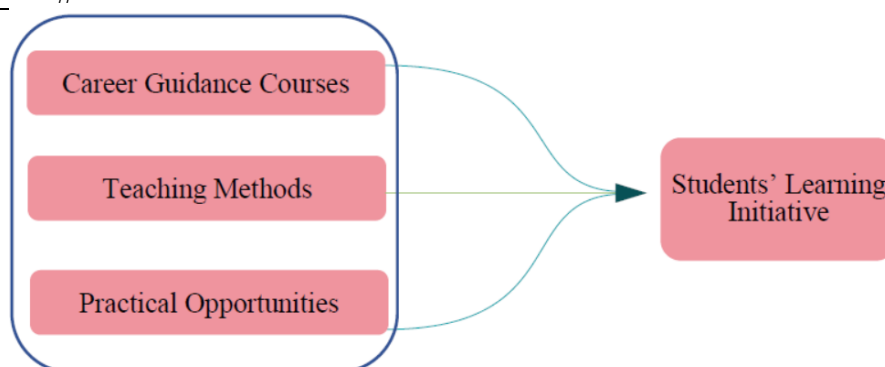 Career Guidance Courses
Teaching Methods
Practical Opportunities
Students’ Learning
Initiative